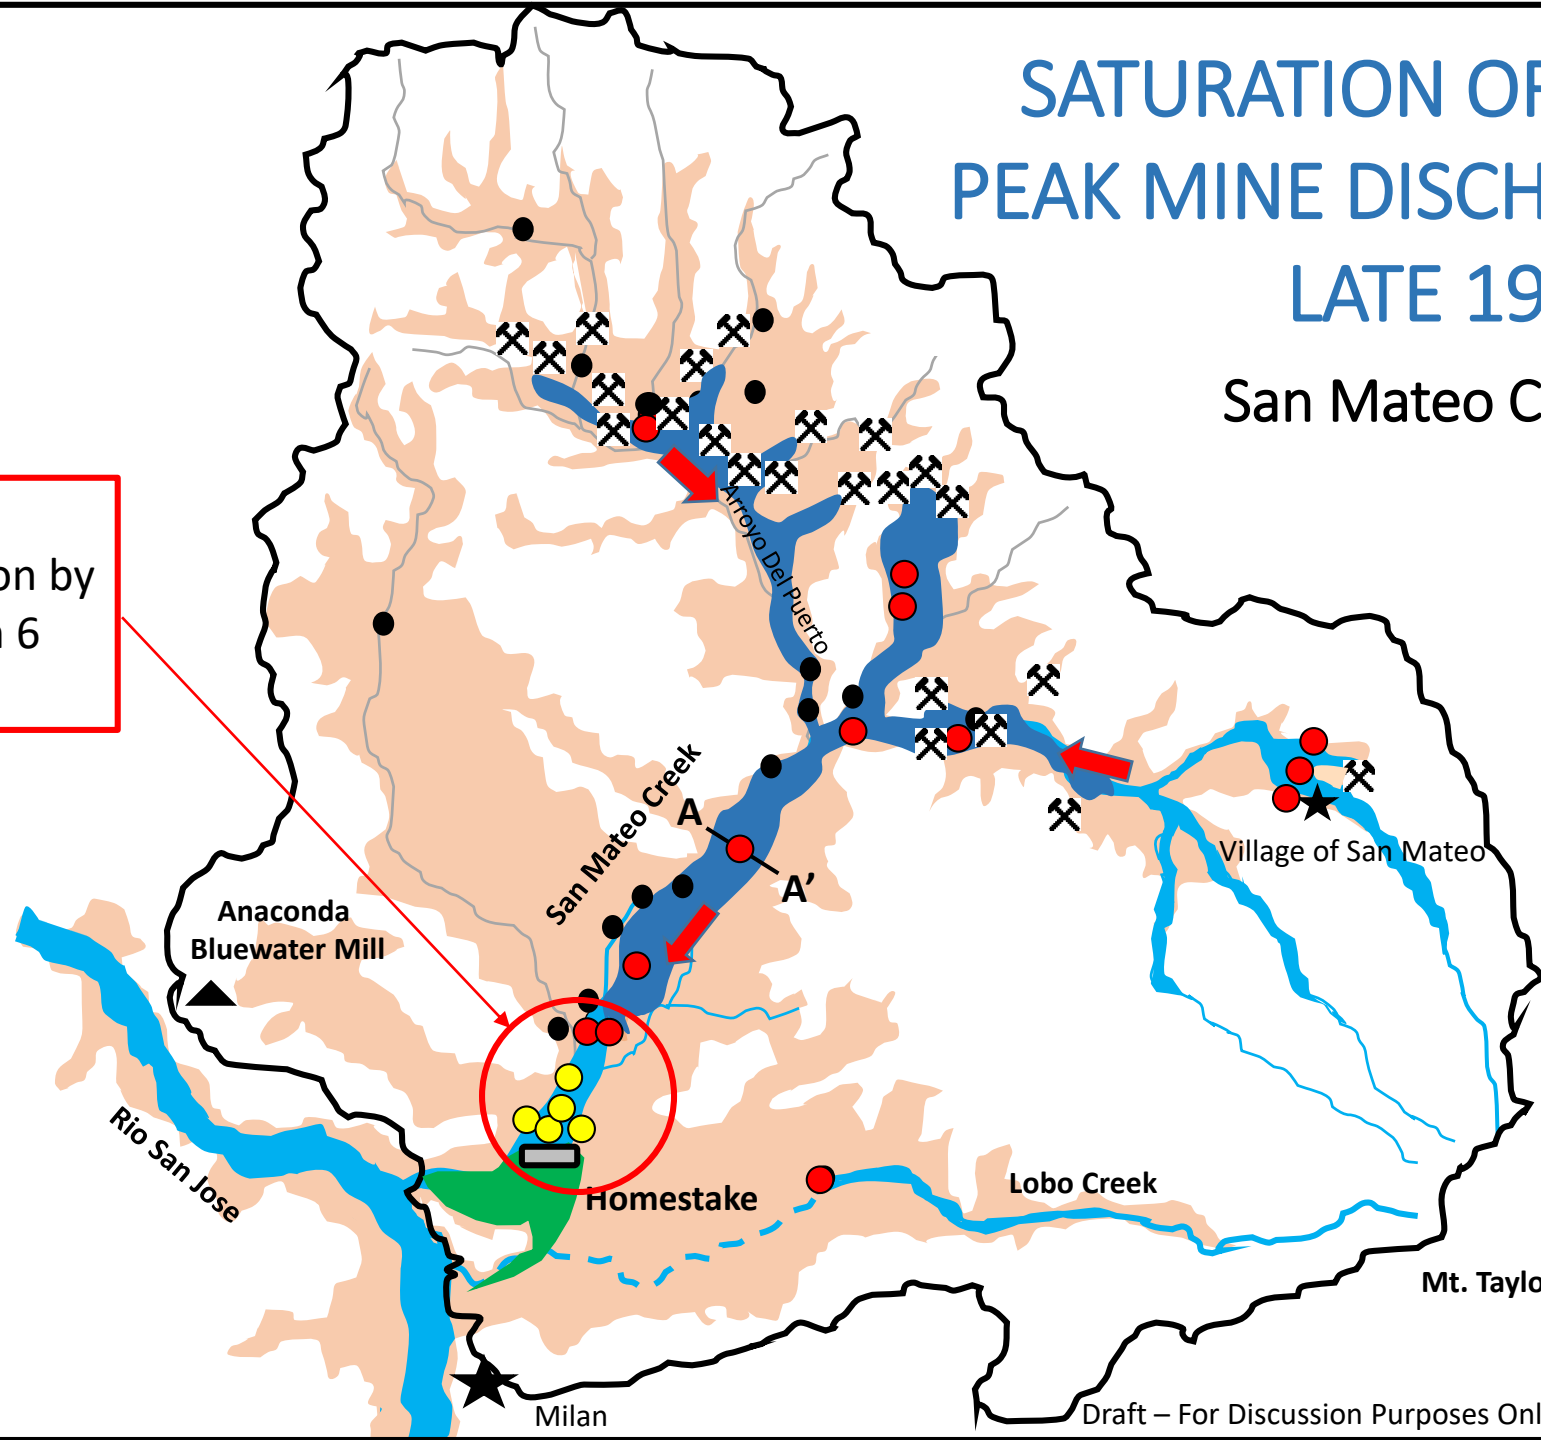 SATURATION OF
PEAK MINE DISCH
LATE 19
San Mateo C
on by
6
Arroyo Del Puerto
San Mateo Creek
A
A’
Village of San Mateo
Anaconda
Bluewater Mill
Rio San Jose
Homestake
Lobo Creek
Mt. Taylo
Milan
Draft – For Discussion Purposes Onl